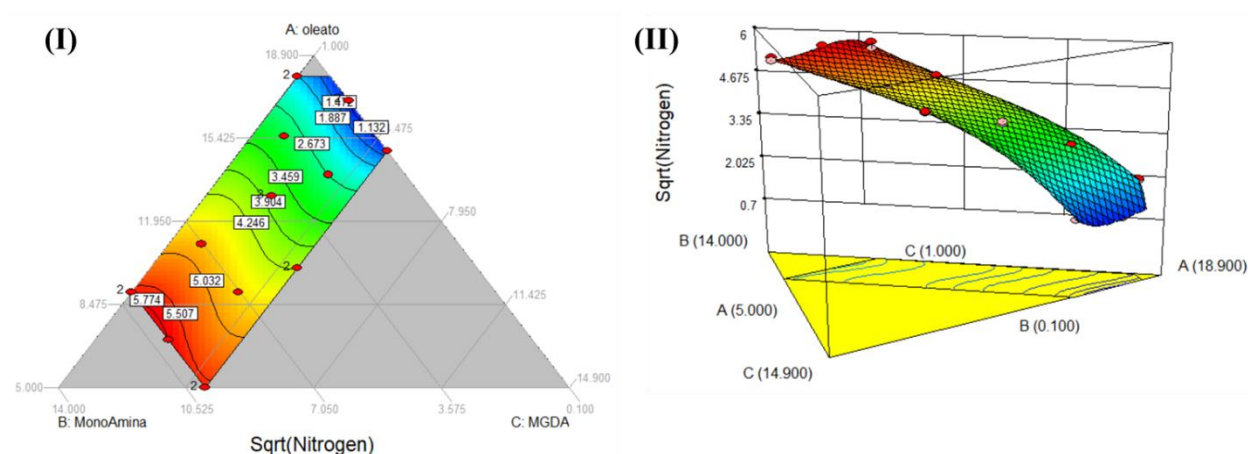 (I)
A: oleato
1.000
18.900
2
1.472
1.887
1.132
15.425
2.673
3.459
3
3.904
4.246
11.950
7.950
2
5.032
2
5.774
5.507
8.475
11.425
2
5.000
14.900
14.000
10.525
7.050
3.575
0.100
B: MonoAmina
C: MGDA
Sqrt(Nitrogen)
(II)
6
4.675
3.35
2.025
0.7
Sqrt(Nitrogen)
B (14.000)
C (1.000)
A (18.900)
A (5.000)
B (0.100)
C (14.900)